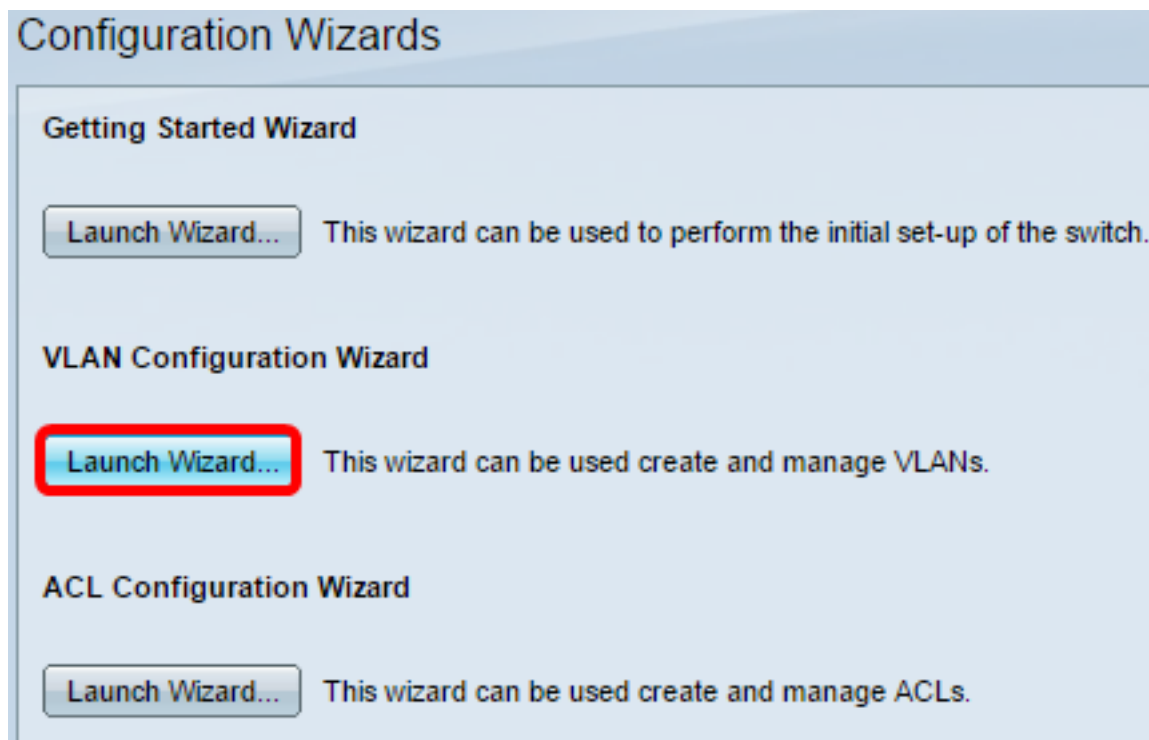 Configuration Wizards
Getting Started Wizard
Launch Wizard... This wizard can be used to perform the initial set-up of the switch.
VLAN Configuration Wizard
Launch Wizard... This wizard can be used create and manage VLANs.
ACL Configuration Wizard
Launch Wizard... This wizard can be used create and manage ACLs.